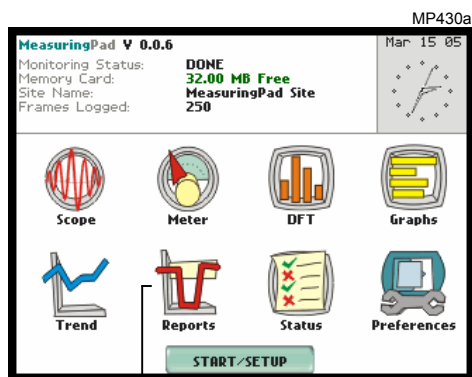 MP430a
MeasuringPad V 0.0.6
Mar 15 05
Monitoring Status: DONE
Memory Card: 32.00 MB Free
Site Name: MeasuringPad Site
Frames Logged: 250
Scope Meter DFT Graphs
Trend Reports Status Preferences
START/SETUP